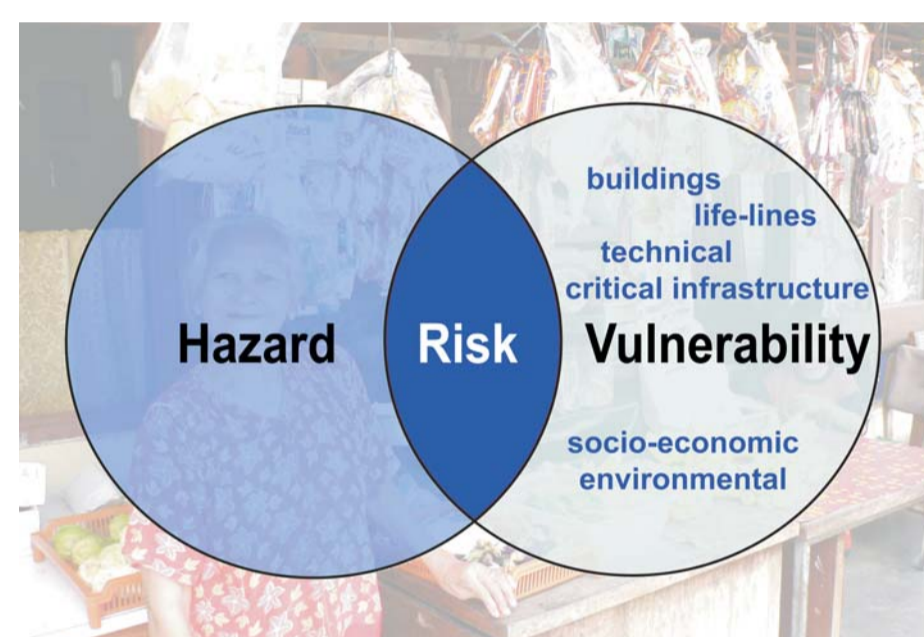 buildings
life-lines
technical
critical infrastructure
Hazard Risk Vulnerability
socio-economic
environmental